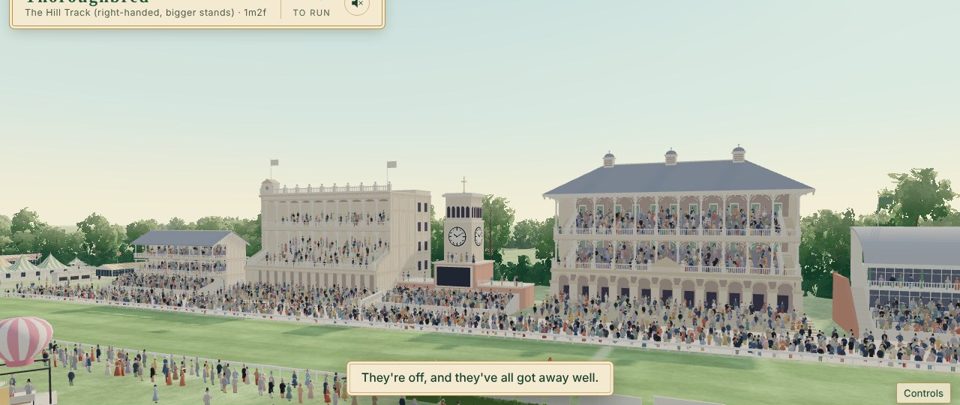 Thoroughbred
The Hill Track (right-handed, bigger stands) · 1m2f
TO RUN
They're off, and they've all got away well.
Controls